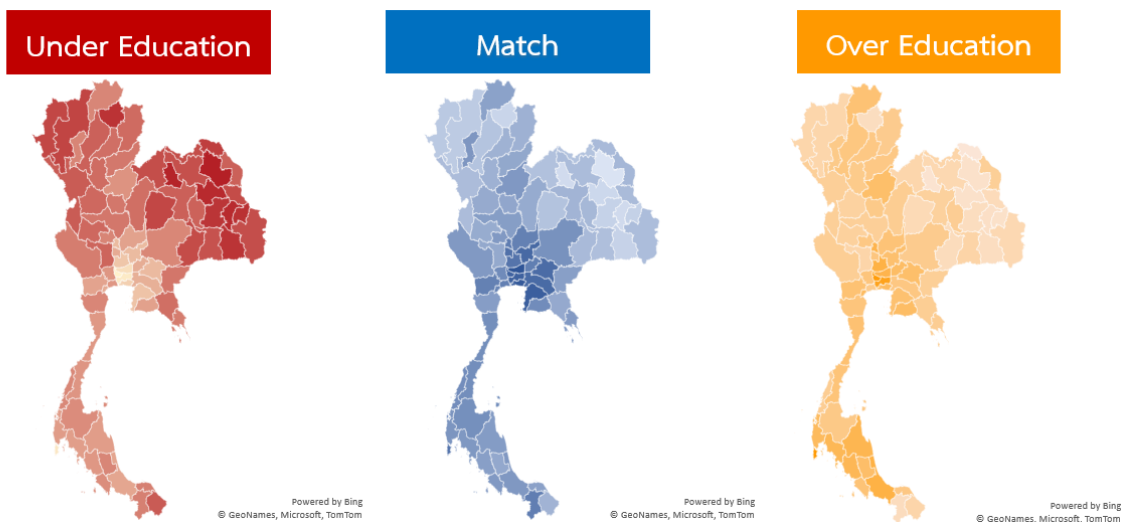 Under Education
Match
Over Education
Powered by Bing
© GeoNames, Microsoft, TomTom
Powered by Bing
© GeoNames, Microsoft, TomTom
Powered by Bing
© GeoNames, Microsoft, TomTom